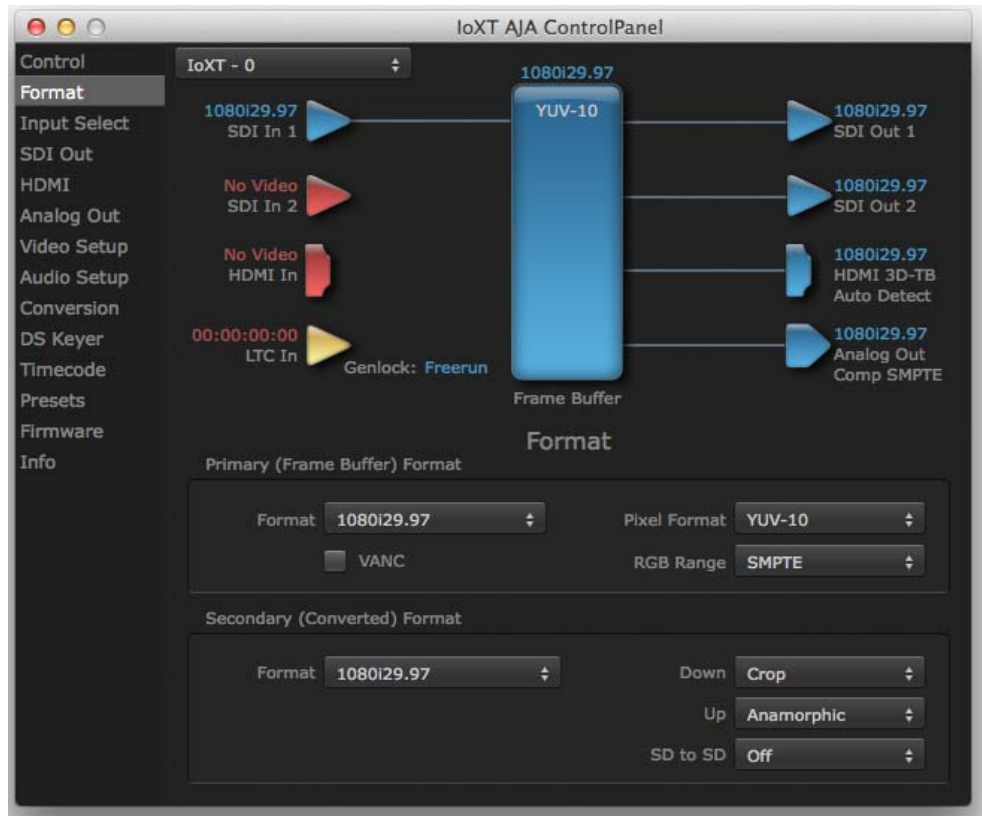 IoXT AJA ControlPanel
Control
Format
Input Select
SDI Out
HDMI
Analog Out
Video Setup
Audio Setup
Conversion
DS Keyer
Timecode
Presets
Firmware
Info
IoXT - 0
1080i29.97
YUV-10
Frame Buffer
1080i29.97
SDI In 1
No Video
SDI In 2
No Video
HDMI In
00:00:00:00
LTC In
Genlock: Freerun
1080i29.97
SDI Out 1
1080i29.97
SDI Out 2
1080i29.97
HDMI 3D-TB
Auto Detect
1080i29.97
Analog Out
Comp SMPTE
Format
Primary (Frame Buffer) Format
Format 1080i29.97
Pixel Format YUV-10
VANC
RGB Range SMPTE
Secondary (Converted) Format
Format 1080i29.97
Down Crop
Up Anamorphic
SD to SD Off